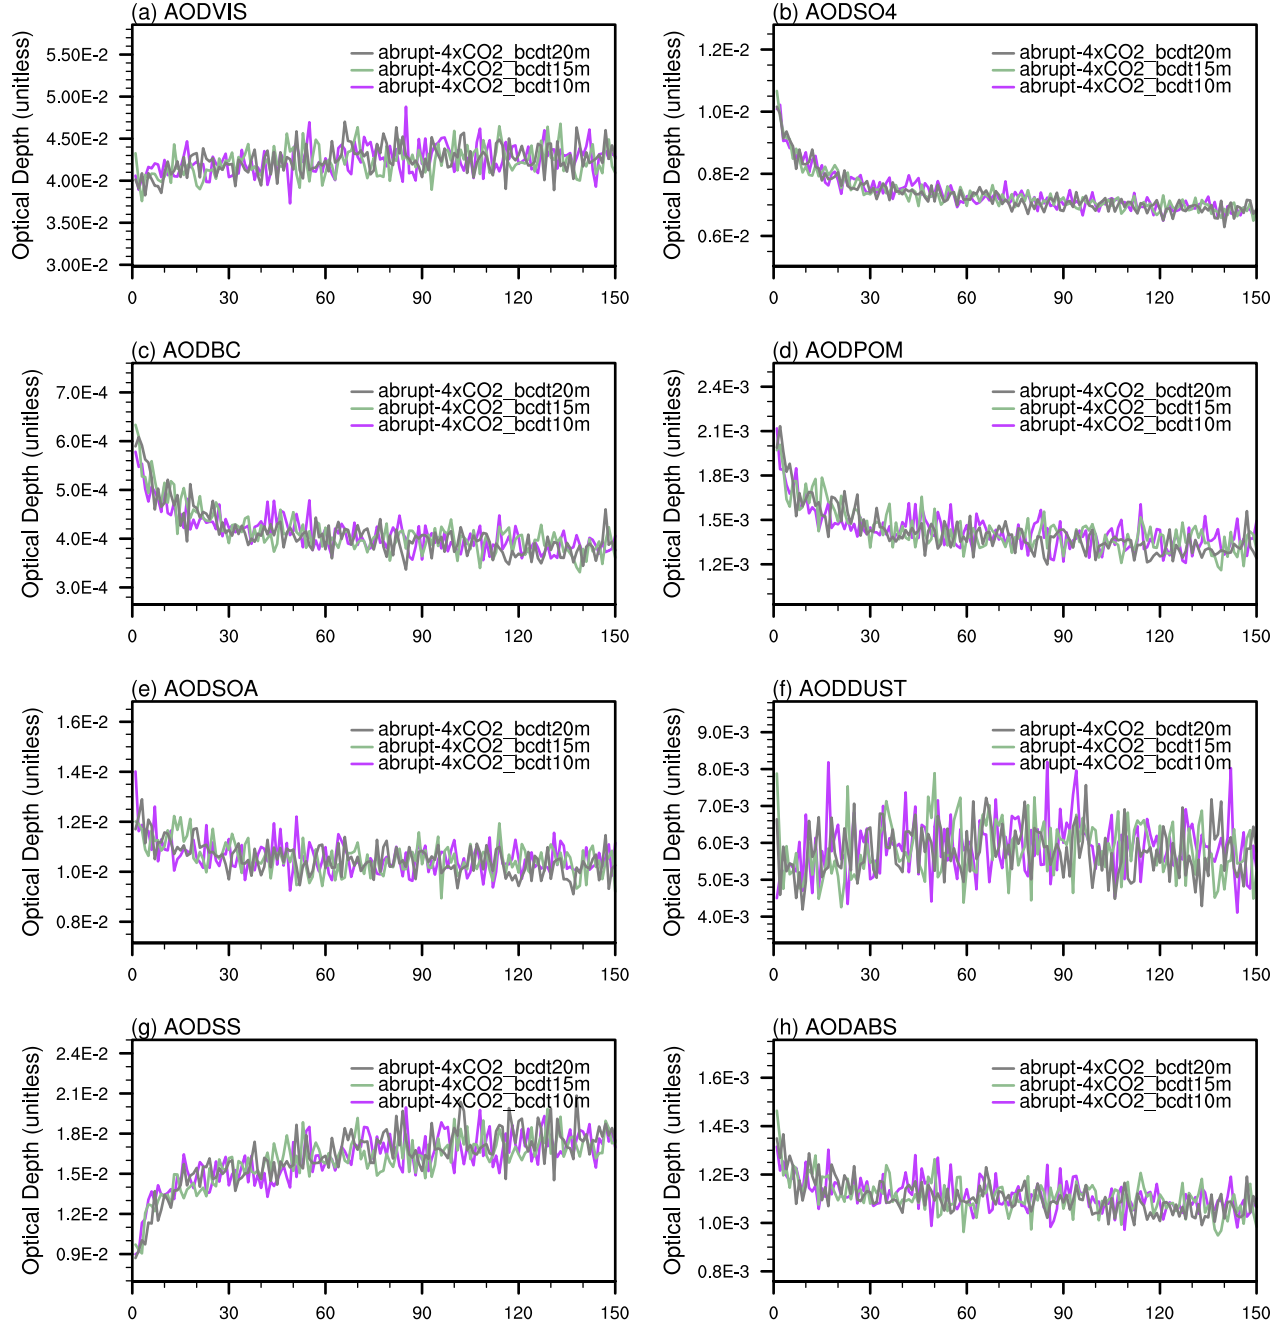 (a) AODVIS
Optical Depth (unitless)
5.50E-2
5.00E-2
4.50E-2
4.00E-2
3.50E-2
3.00E-2
abrupt-4xCO2_bcdt20m
abrupt-4xCO2_bcdt15m
abrupt-4xCO2_bcdt10m
0 30 60 90 120 150
(b) AODSO4
Optical Depth (unitless)
1.2E-2
1.0E-2
0.8E-2
0.6E-2
abrupt-4xCO2_bcdt20m
abrupt-4xCO2_bcdt15m
abrupt-4xCO2_bcdt10m
0 30 60 90 120 150
(c) AODBC
Optical Depth (unitless)
7.0E-4
6.0E-4
5.0E-4
4.0E-4
3.0E-4
abrupt-4xCO2_bcdt20m
abrupt-4xCO2_bcdt15m
abrupt-4xCO2_bcdt10m
0 30 60 90 120 150
(d) AODPOM
Optical Depth (unitless)
2.4E-3
2.1E-3
1.8E-3
1.5E-3
1.2E-3
abrupt-4xCO2_bcdt20m
abrupt-4xCO2_bcdt15m
abrupt-4xCO2_bcdt10m
0 30 60 90 120 150
(e) AODSOA
Optical Depth (unitless)
1.6E-2
1.4E-2
1.2E-2
1.0E-2
0.8E-2
abrupt-4xCO2_bcdt20m
abrupt-4xCO2_bcdt15m
abrupt-4xCO2_bcdt10m
0 30 60 90 120 150
(f) AODDUST
Optical Depth (unitless)
9.0E-3
8.0E-3
7.0E-3
6.0E-3
5.0E-3
4.0E-3
abrupt-4xCO2_bcdt20m
abrupt-4xCO2_bcdt15m
abrupt-4xCO2_bcdt10m
0 30 60 90 120 150
(g) AODSS
Optical Depth (unitless)
2.4E-2
2.1E-2
1.8E-2
1.5E-2
1.2E-2
0.9E-2
abrupt-4xCO2_bcdt20m
abrupt-4xCO2_bcdt15m
abrupt-4xCO2_bcdt10m
0 30 60 90 120 150
(h) AODABS
Optical Depth (unitless)
1.6E-3
1.4E-3
1.2E-3
1.0E-3
0.8E-3
abrupt-4xCO2_bcdt20m
abrupt-4xCO2_bcdt15m
abrupt-4xCO2_bcdt10m
0 30 60 90 120 150